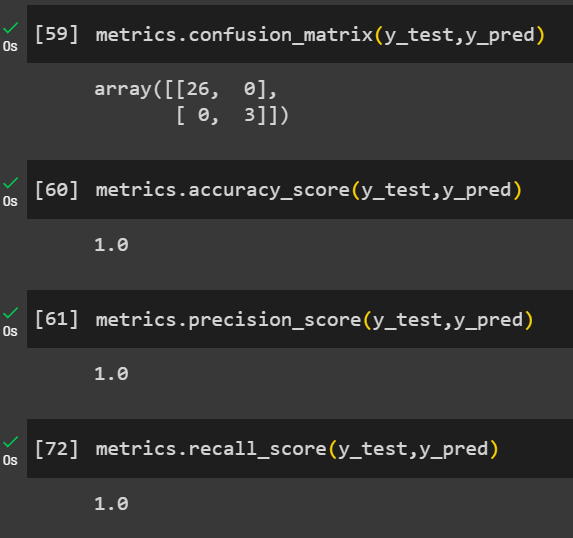 [59] metrics.confusion_matrix(y_test,y_pred)
0s
array([[26,  0],
       [ 0,  3]])
[60] metrics.accuracy_score(y_test,y_pred)
0s
1.0
[61] metrics.precision_score(y_test,y_pred)
0s
1.0
[72] metrics.recall_score(y_test,y_pred)
0s
1.0